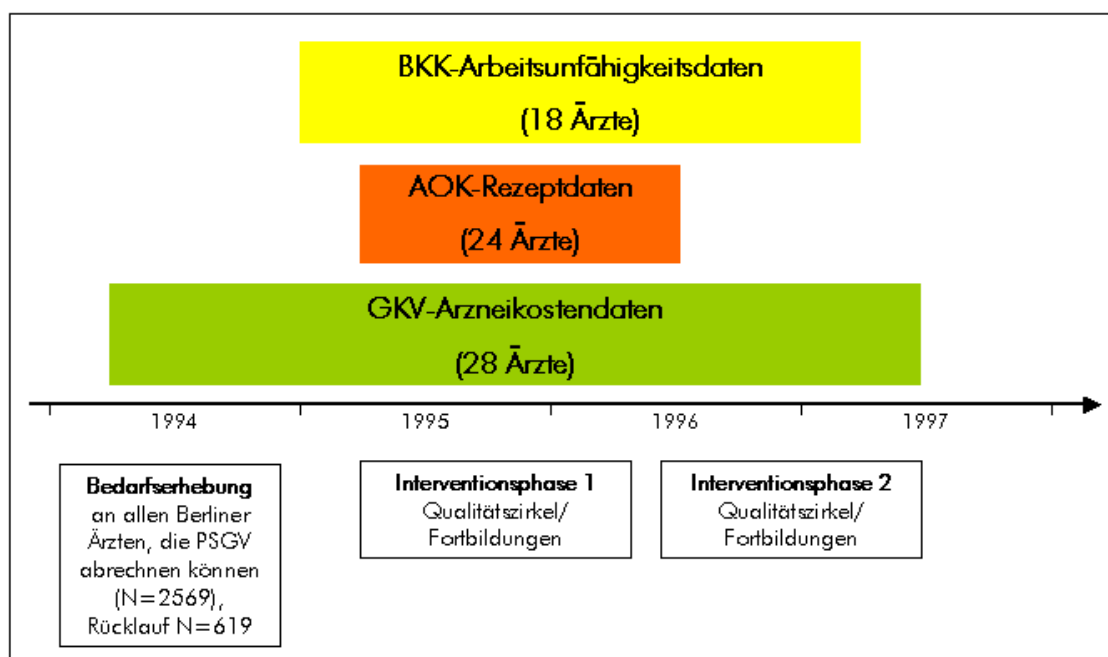 BKK-Arbeitsunfähigkeitsdaten
(18 Ärzte)
AOK-Rezeptdaten
(24 Ärzte)
GKV-Arzneikostendaten
(28 Ärzte)
1994
1995
1996
1997
Bedarfserhebung
an allen Berliner
Ärzten, die PSGV
abrechnen können
(N=2569),
Rücklauf N=619
Interventionsphase 1
Qualitätszirkel/
Fortbildungen
Interventionsphase 2
Qualitätszirkel/
Fortbildungen